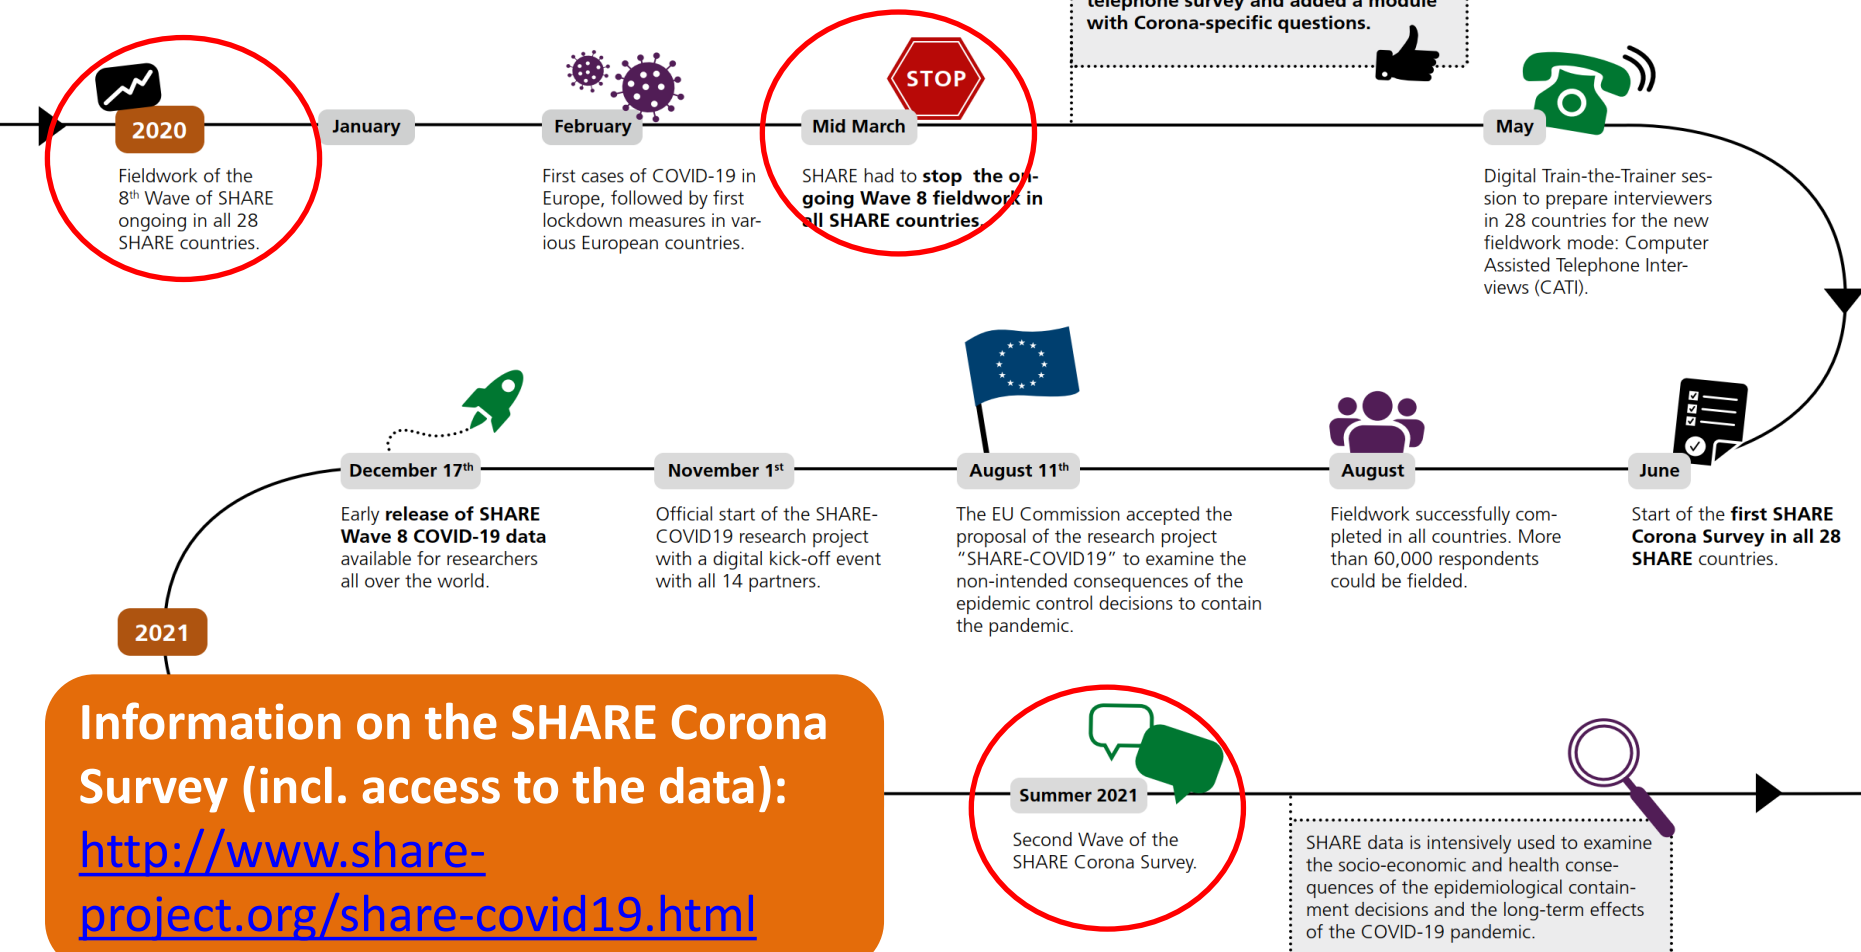 telephone survey and added a module
with Corona-specific questions.
STOP
2020
January
February
Mid March
May
Fieldwork of the
8th Wave of SHARE
ongoing in all 28
SHARE countries.
First cases of COVID-19 in
Europe, followed by first
lockdown measures in var-
ious European countries.
SHARE had to stop the on-
going Wave 8 fieldwork in
all SHARE countries.
Digital Train-the-Trainer ses-
sion to prepare interviewers
in 28 countries for the new
fieldwork mode: Computer
Assisted Telephone Inter-
views (CATI).
December 17th
November 1st
August 11th
August
June
Early release of SHARE
Wave 8 COVID-19 data
available for researchers
all over the world.
Official start of the SHARE-
COVID19 research project
with a digital kick-off event
with all 14 partners.
The EU Commission accepted the
proposal of the research project
“SHARE-COVID19” to examine the
non-intended consequences of the
epidemic control decisions to contain
the pandemic.
Fieldwork successfully com-
pleted in all countries. More
than 60,000 respondents
could be fielded.
Start of the first SHARE
Corona Survey in all 28
SHARE countries.
2021
Information on the SHARE Corona
Survey (incl. access to the data):
http://www.share-
project.org/share-covid19.html
Summer 2021
Second Wave of the
SHARE Corona Survey.
SHARE data is intensively used to examine
the socio-economic and health conse-
quences of the epidemiological contain-
ment decisions and the long-term effects
of the COVID-19 pandemic.